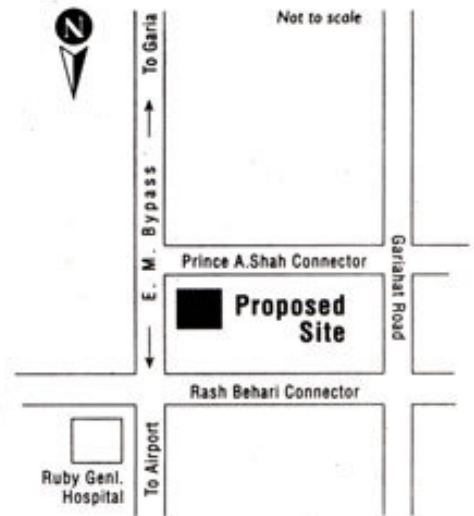 N
Not to scale
To Garia
E. M. Bypass
Prince A.Shah Connector
Gariahat Road
Proposed
Site
Rash Behari Connector
To Airport
Ruby Genl.
Hospital